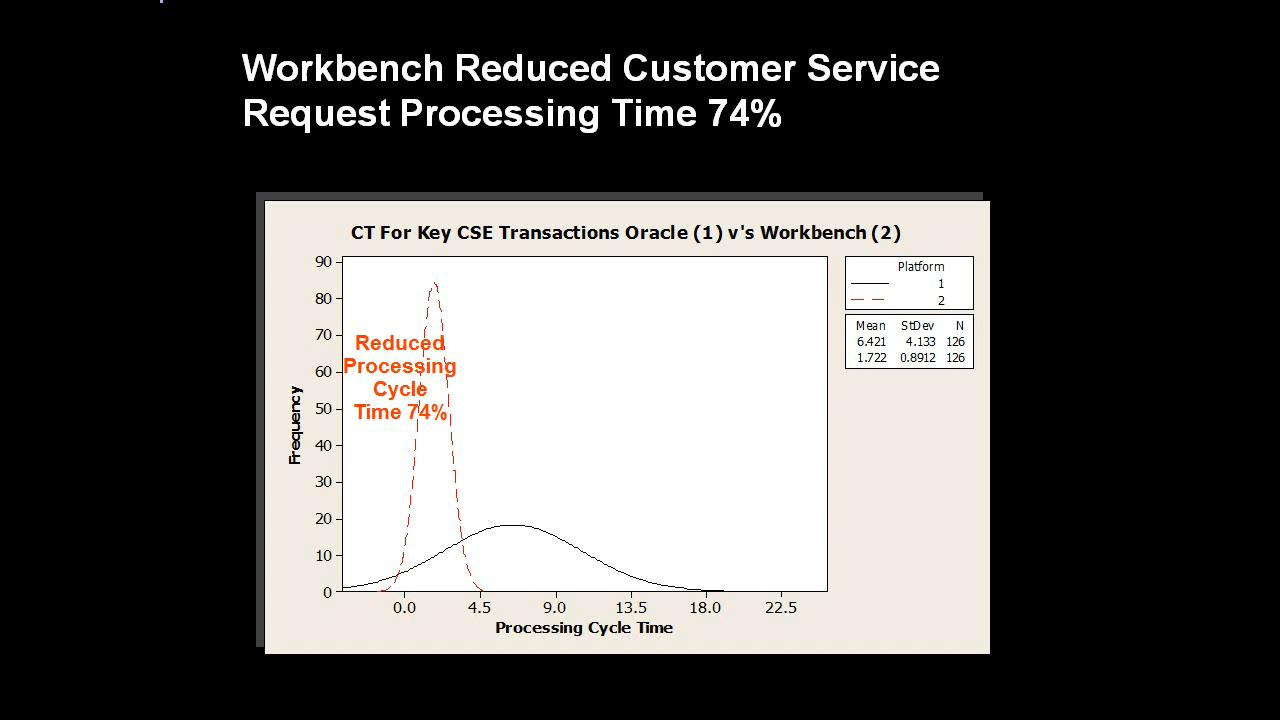 Workbench Reduced Customer Service
Request Processing Time 74%
CT For Key CSE Transactions Oracle (1) v's Workbench (2)
90
80
70
60
50
40
30
20
10
0
Frequency
Reduced
Processing
Cycle
Time 74%
0.0 4.5 9.0 13.5 18.0 22.5
Processing Cycle Time
Platform
1
2
Mean StDev N
6.421 4.133 126
1.722 0.8912 126